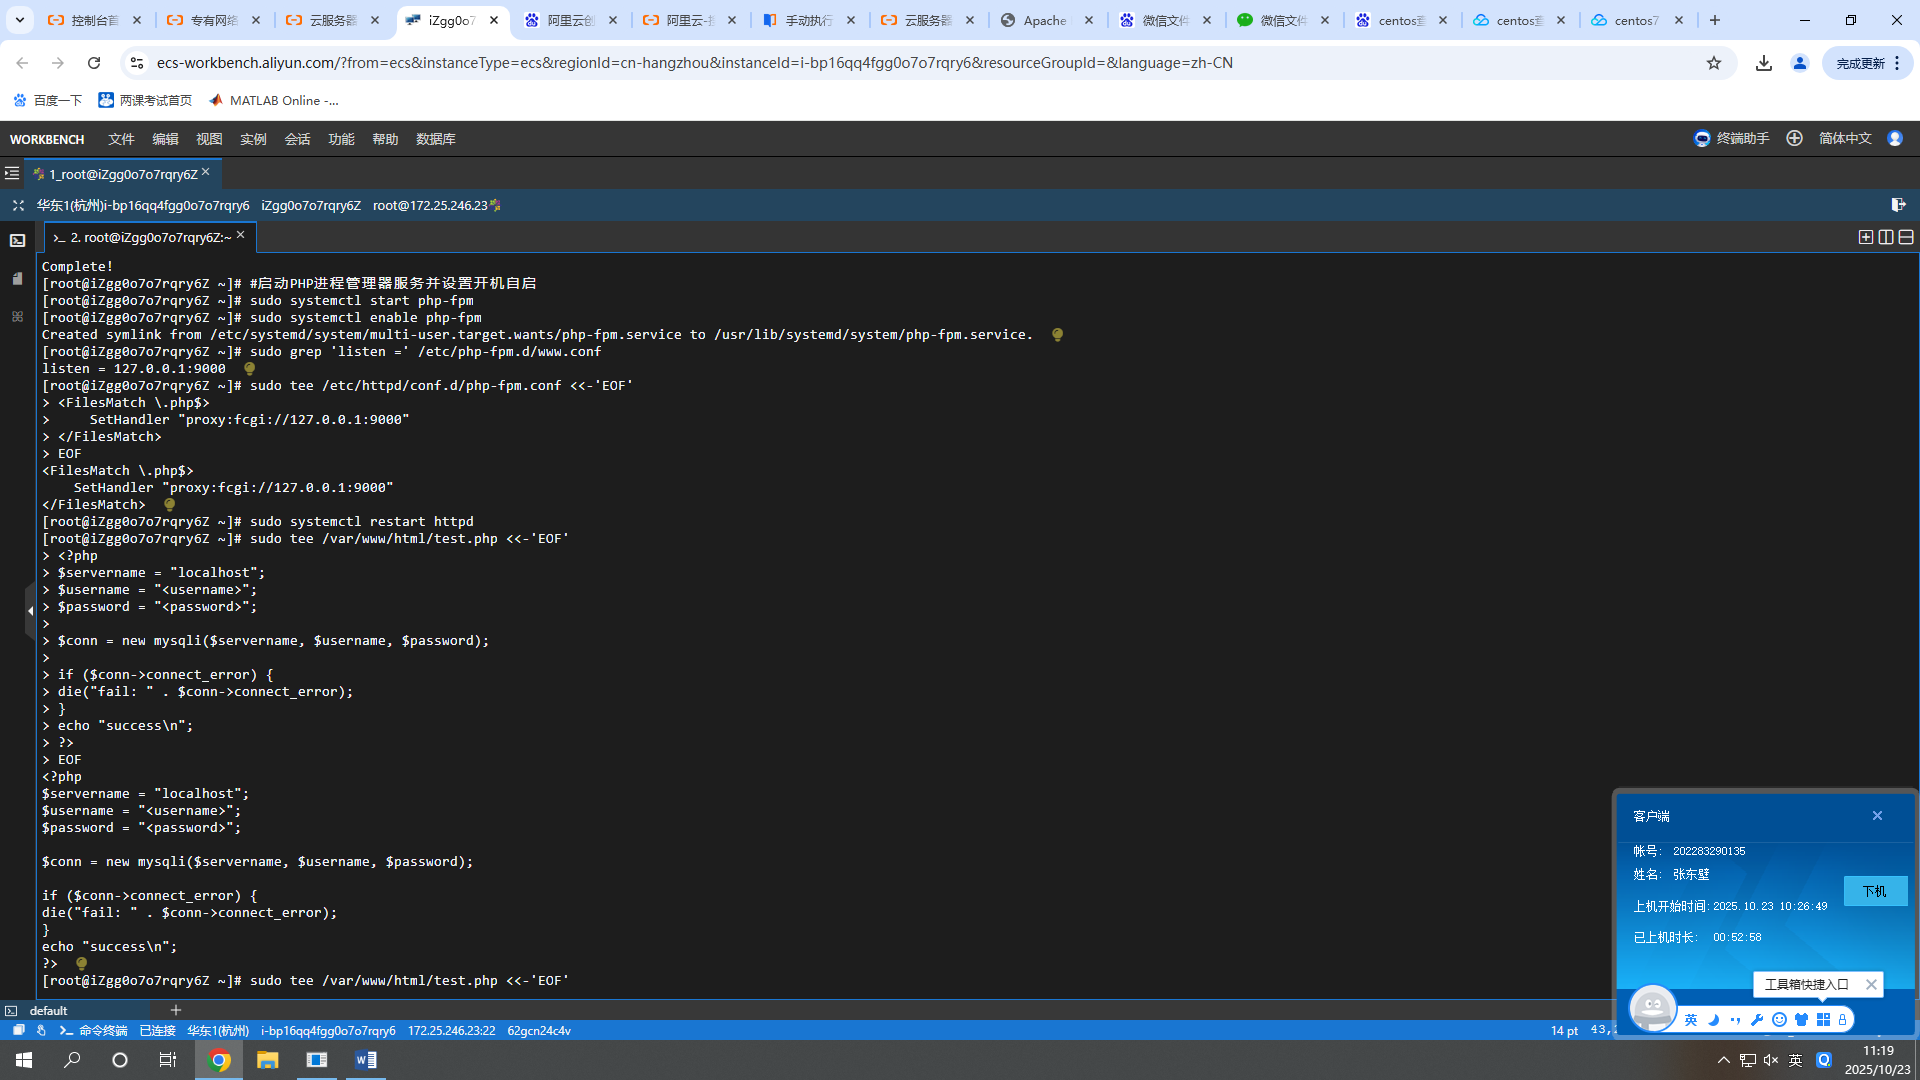 控制台首
专有网络
云服务器
iZgg0o7
阿里云创
阿里云-
手动执行
云服务器
Apache
微信文件
微信文件
centos查
centos查
centos7
ecs-workbench.aliyun.com/?from=ecs&instanceType=ecs&regionId=cn-hangzhou&instanceId=i-bp16qq4fgg0o7o7rqry6&resourceGroupId=&language=zh-CN
完成更新
百度一下 两课考试首页 MATLAB Online -...
WORKBENCH 文件 编辑 视图 实例 会话 功能 帮助 数据库 终端助手 简体中文
1_root@iZgg0o7o7rqry6Z
华东1(杭州)i-bp16qq4fgg0o7o7rqry6 iZgg0o7o7rqry6Z root@172.25.246.23
2. root@iZgg0o7o7rqry6Z:~
Complete!
[root@iZgg0o7o7rqry6Z ~]# #启动PHP进程管理器服务并设置开机自启
[root@iZgg0o7o7rqry6Z ~]# sudo systemctl start php-fpm
[root@iZgg0o7o7rqry6Z ~]# sudo systemctl enable php-fpm
Created symlink from /etc/systemd/system/multi-user.target.wants/php-fpm.service to /usr/lib/systemd/system/php-fpm.service.
[root@iZgg0o7o7rqry6Z ~]# sudo grep 'listen =' /etc/php-fpm.d/www.conf
listen = 127.0.0.1:9000
[root@iZgg0o7o7rqry6Z ~]# sudo tee /etc/httpd/conf.d/php-fpm.conf <<-'EOF'
> <FilesMatch \.php$>
>     SetHandler "proxy:fcgi://127.0.0.1:9000"
> </FilesMatch>
> EOF
<FilesMatch \.php$>
    SetHandler "proxy:fcgi://127.0.0.1:9000"
</FilesMatch>
[root@iZgg0o7o7rqry6Z ~]# sudo systemctl restart httpd
[root@iZgg0o7o7rqry6Z ~]# sudo tee /var/www/html/test.php <<-'EOF'
> <?php
> $servername = "localhost";
> $username = "<username>";
> $password = "<password>";
>
> $conn = new mysqli($servername, $username, $password);
>
> if ($conn->connect_error) {
> die("fail: " . $conn->connect_error);
> }
> echo "success\n";
> ?>
> EOF
<?php
$servername = "localhost";
$username = "<username>";
$password = "<password>";
$conn = new mysqli($servername, $username, $password);
if ($conn->connect_error) {
die("fail: " . $conn->connect_error);
}
echo "success\n";
?>
[root@iZgg0o7o7rqry6Z ~]# sudo tee /var/www/html/test.php <<-'EOF'
客户端
帐号: 202283290135
姓名: 张东壁
下机
上机开始时间:2025.10.23 10:26:49
已上机时长: 00:52:58
工具箱快捷入口
英
default
命令终端 已连接 华东1(杭州) i-bp16qq4fgg0o7o7rqry6 172.25.246.23:22 62gcn24c4v 14 pt 43,
英
11:19
2025/10/23